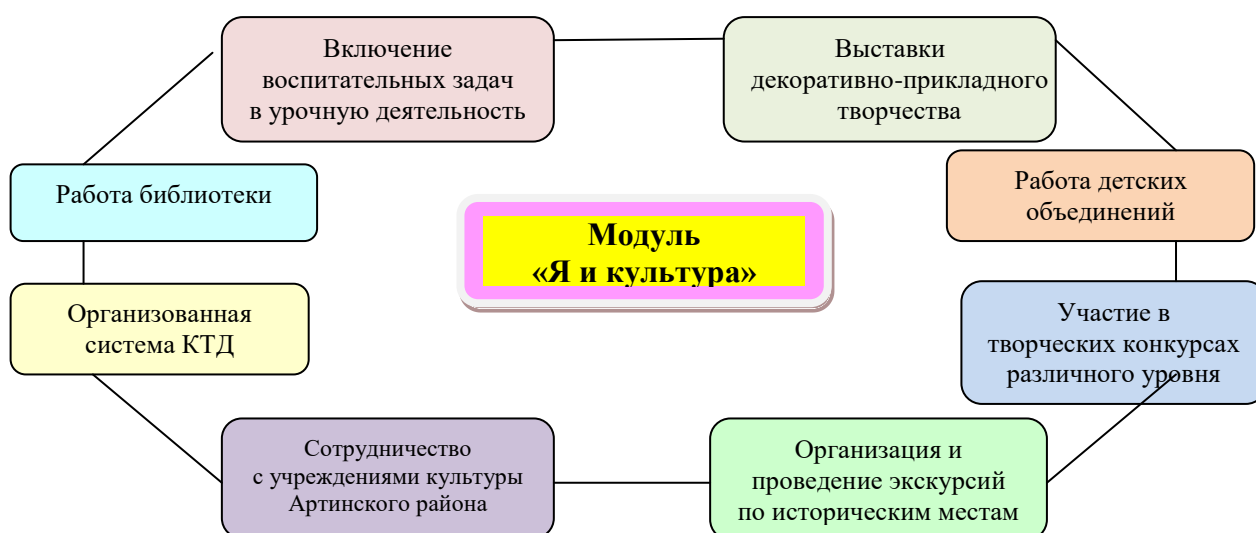 Включение
воспитательных задач
в урочную деятельность
Выставки
декоративно-прикладного
творчества
Работа библиотеки
Работа детских
объединений
Модуль
«Я и культура»
Организованная
система КТД
Участие в
творческих конкурсах
различного уровня
Сотрудничество
с учреждениями культуры
Артинского района
Организация и
проведение экскурсий
по историческим местам